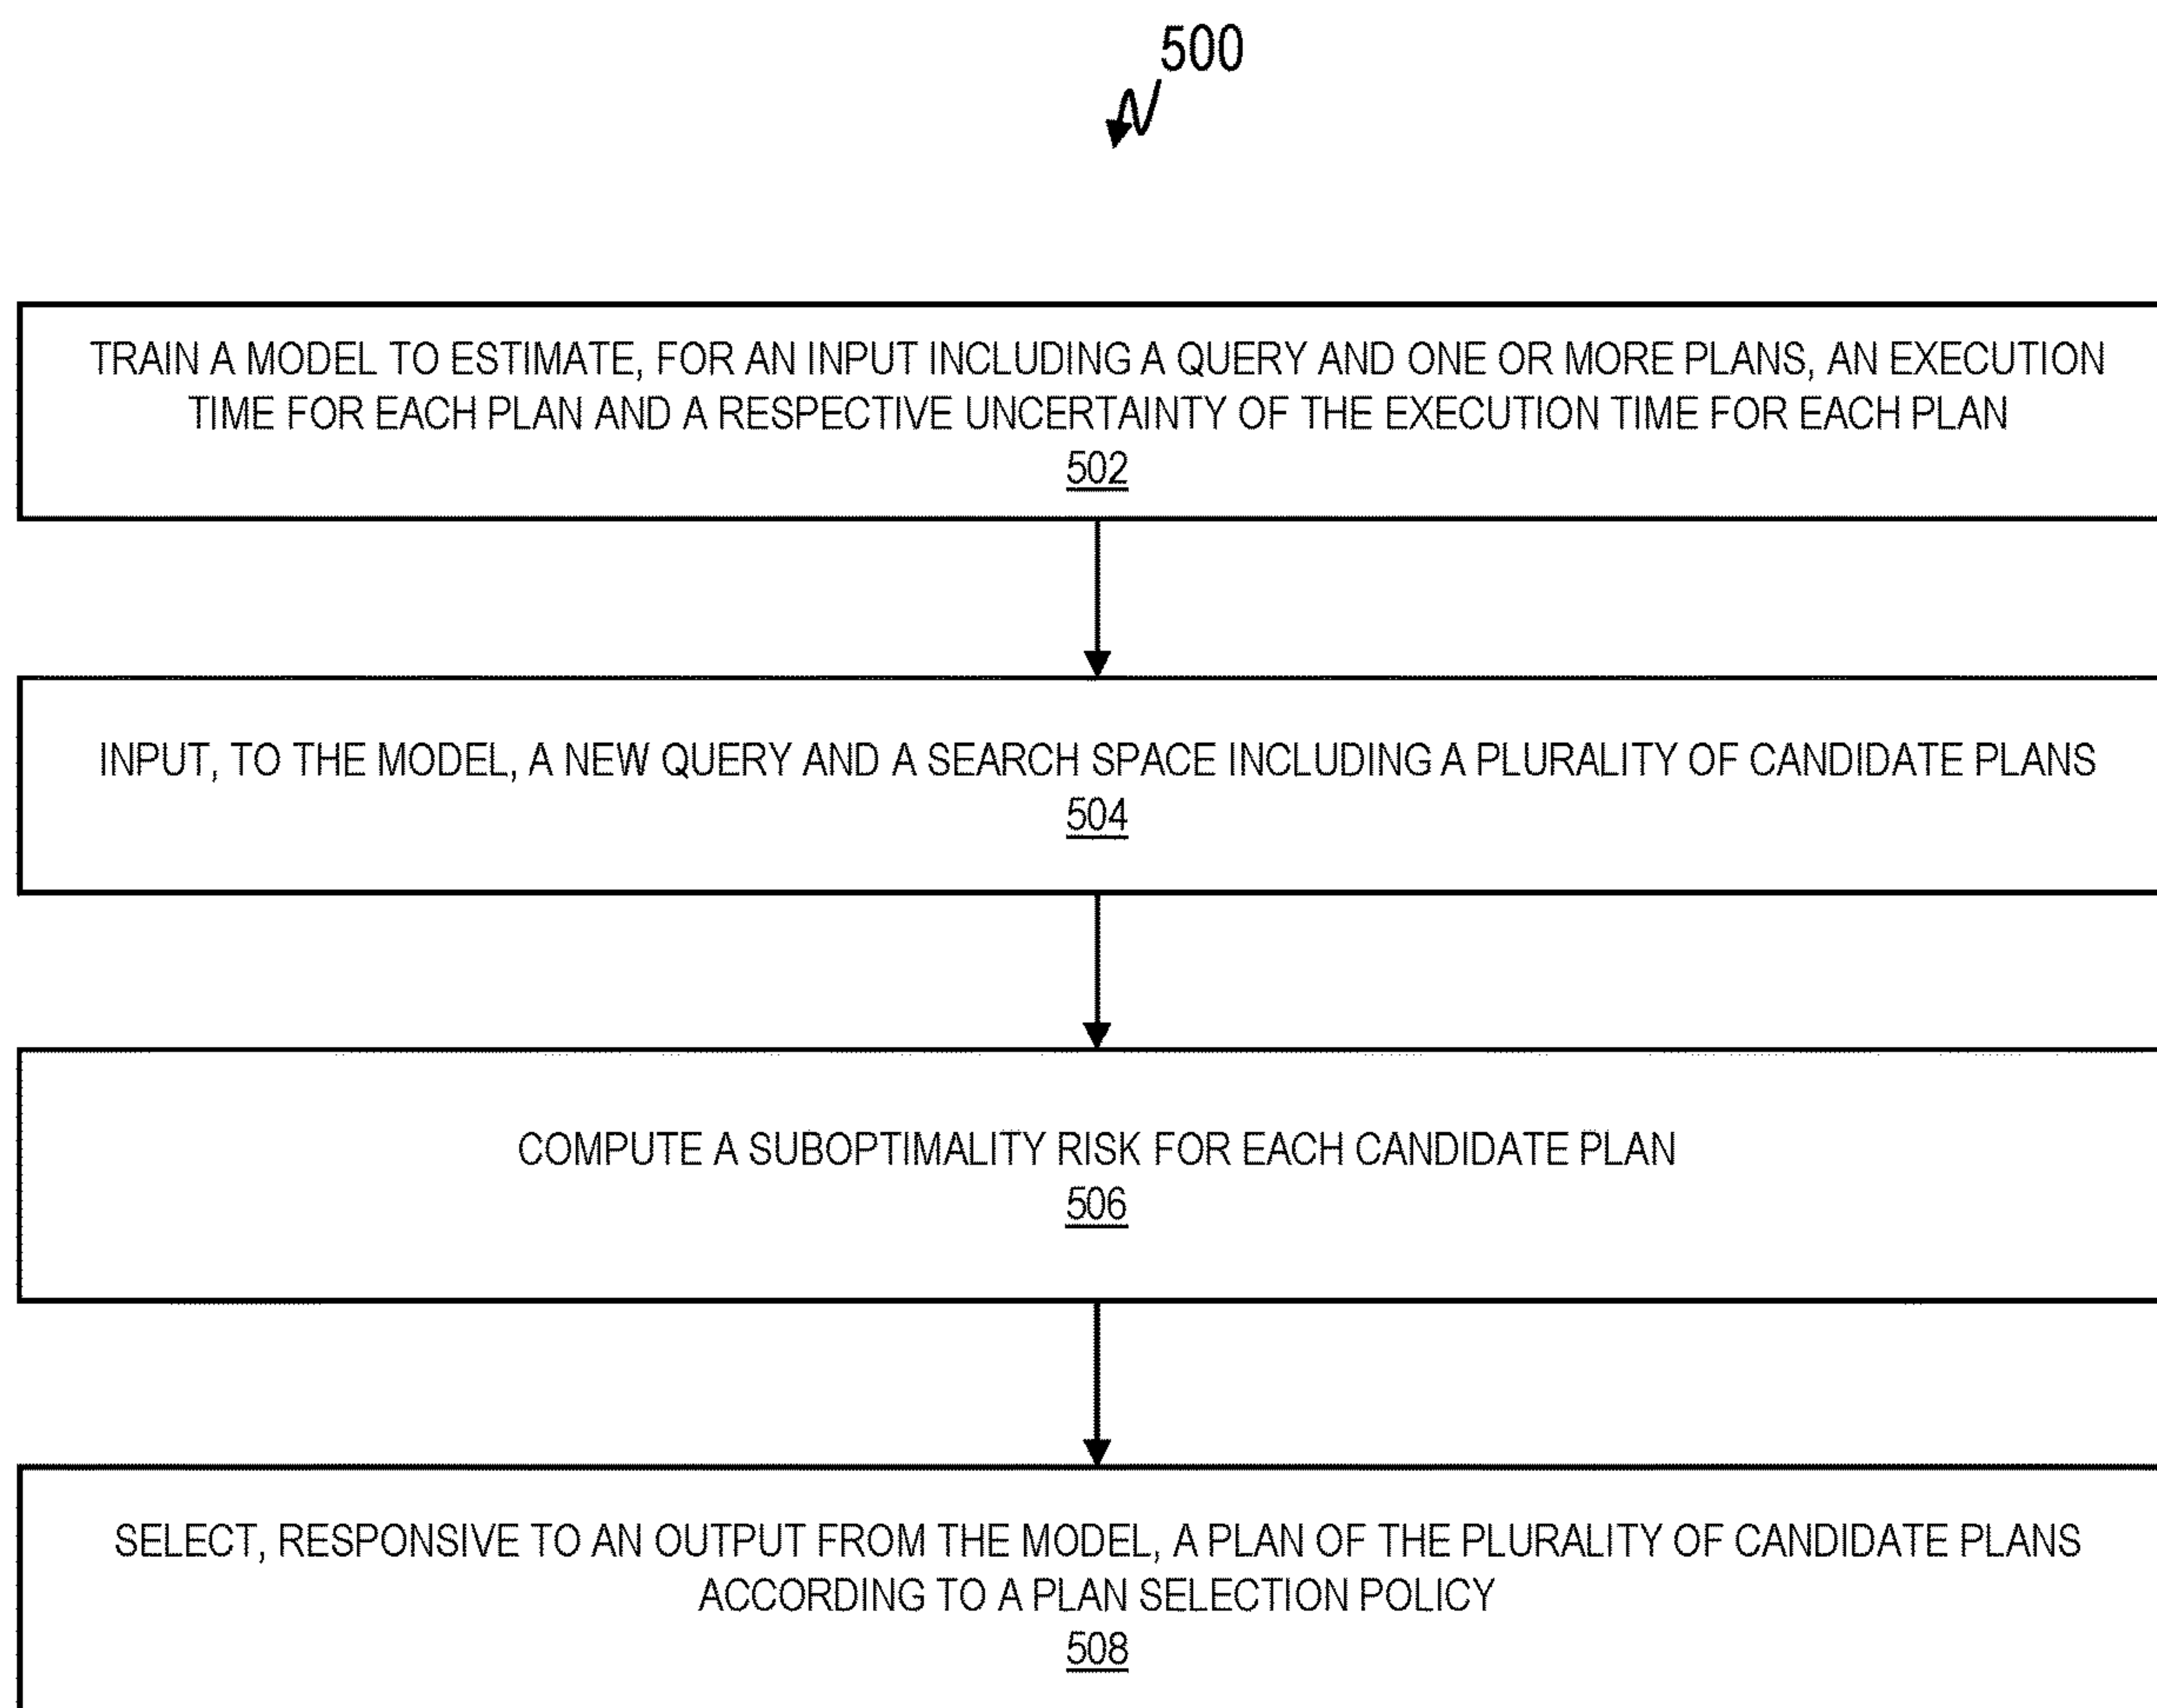 500
TRAIN A MODEL TO ESTIMATE, FOR AN INPUT INCLUDING A QUERY AND ONE OR MORE PLANS, AN EXECUTION
TIME FOR EACH PLAN AND A RESPECTIVE UNCERTAINTY OF THE EXECUTION TIME FOR EACH PLAN
502
INPUT, TO THE MODEL, A NEW QUERY AND A SEARCH SPACE INCLUDING A PLURALITY OF CANDIDATE PLANS
504
COMPUTE A SUBOPTIMALITY RISK FOR EACH CANDIDATE PLAN
506
SELECT, RESPONSIVE TO AN OUTPUT FROM THE MODEL, A PLAN OF THE PLURALITY OF CANDIDATE PLANS
ACCORDING TO A PLAN SELECTION POLICY
508